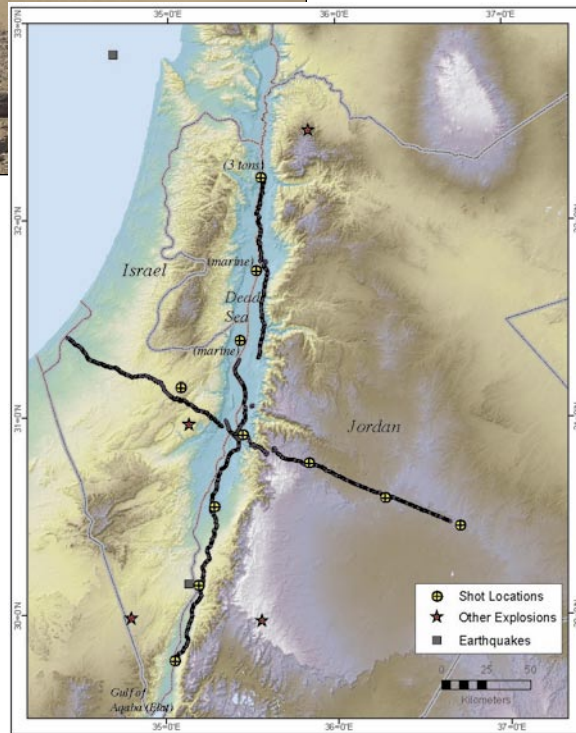 35°0'E
36°0'E
37°0'E
33°0'N
(3 tons)
32°0'N
32°0'N
Israel
(marine)
Dead
Sea
(marine)
31°0'N
Jordan
Shot Locations
Other Explosions
Earthquakes
30°0'N
0
25
50
Kilometers
Gulf of
Aqaba (Elat)
35°0'E
36°0'E
37°0'E